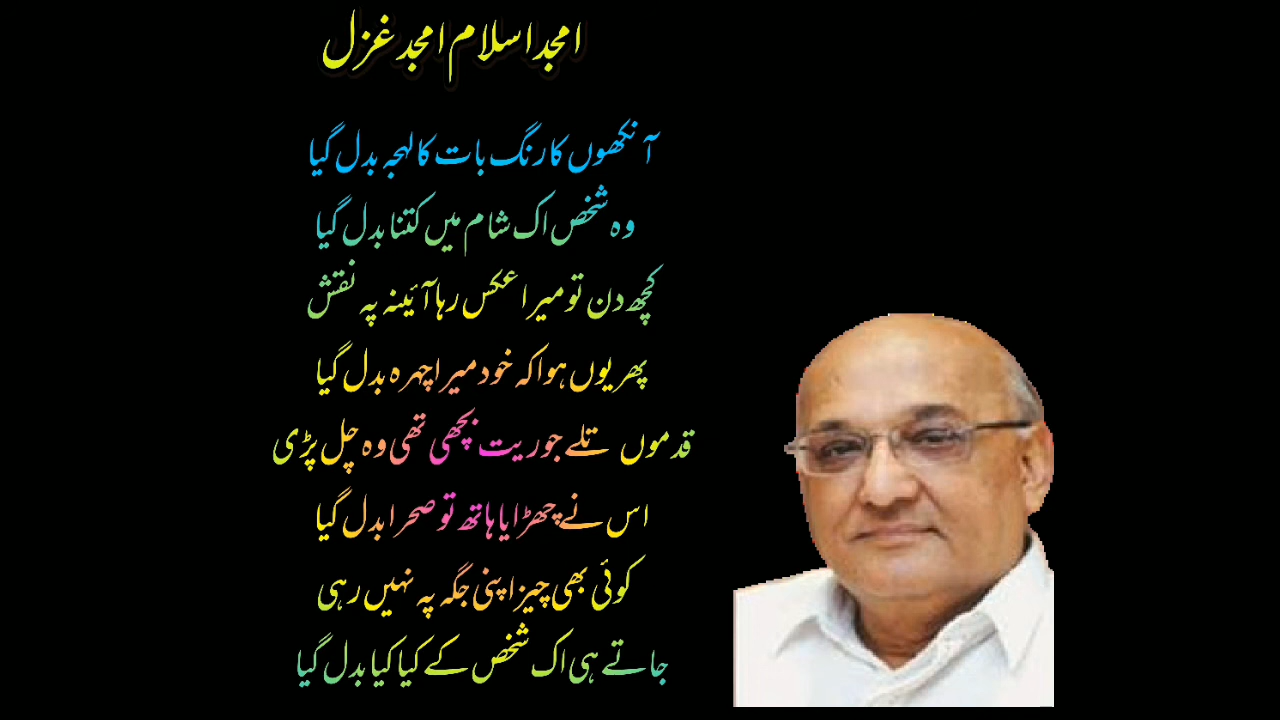 امجد اسلام امجد غزل
آنکھوں کا رنگ بات کا لہجہ بدل گیا
وہ شخص اک شام میں کتنا بدل گیا
کچھ دن تو میرا عکس رہا آئینہ پہ نقش
پھر یوں ہوا کہ خود میرا چہرہ بدل گیا
قدموں تلے جو ریت بچھی تھی وہ چل پڑی
اس نے چھڑایا ہاتھ تو صحرا بدل گیا
کوئی بھی چیز اپنی جگہ پہ نہیں رہی
جاتے ہی اک شخص کے کیا کیا بدل گیا